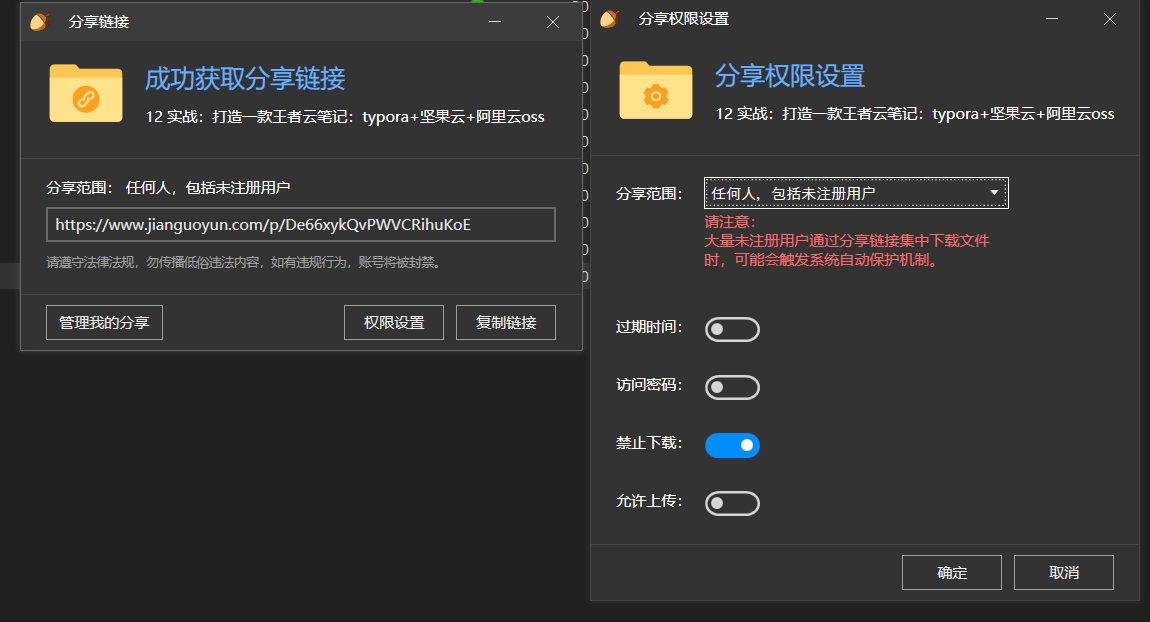 分享链接
成功获取分享链接
12 实战：打造一款王者云笔记：typora+坚果云+阿里云oss
分享范围： 任何人，包括未注册用户
https://www.jianguoyun.com/p/De66xykQvPWVCRihuKoE
请遵守法律法规，勿传播低俗违法内容，如有违规行为，账号将被封禁。
管理我的分享 权限设置 复制链接
分享权限设置
分享权限设置
12 实战：打造一款王者云笔记：typora+坚果云+阿里云oss
分享范围： 任何人，包括未注册用户
请注意：
大量未注册用户通过分享链接集中下载文件
时，可能会触发系统自动保护机制。
过期时间：
访问密码：
禁止下载：
允许上传：
确定 取消